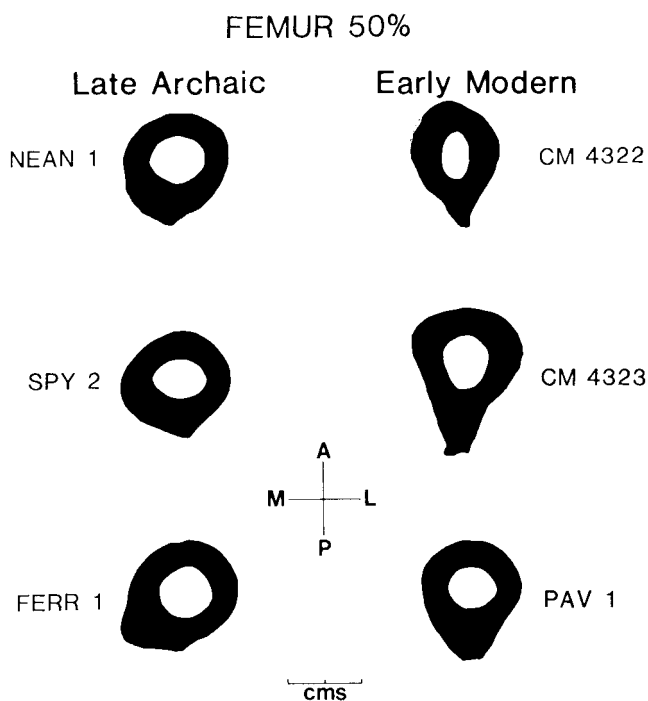 FEMUR 50%
Late Archaic
Early Modern
NEAN 1
CM 4322
SPY 2
CM 4323
A
M
L
P
FERR 1
PAV 1
cms